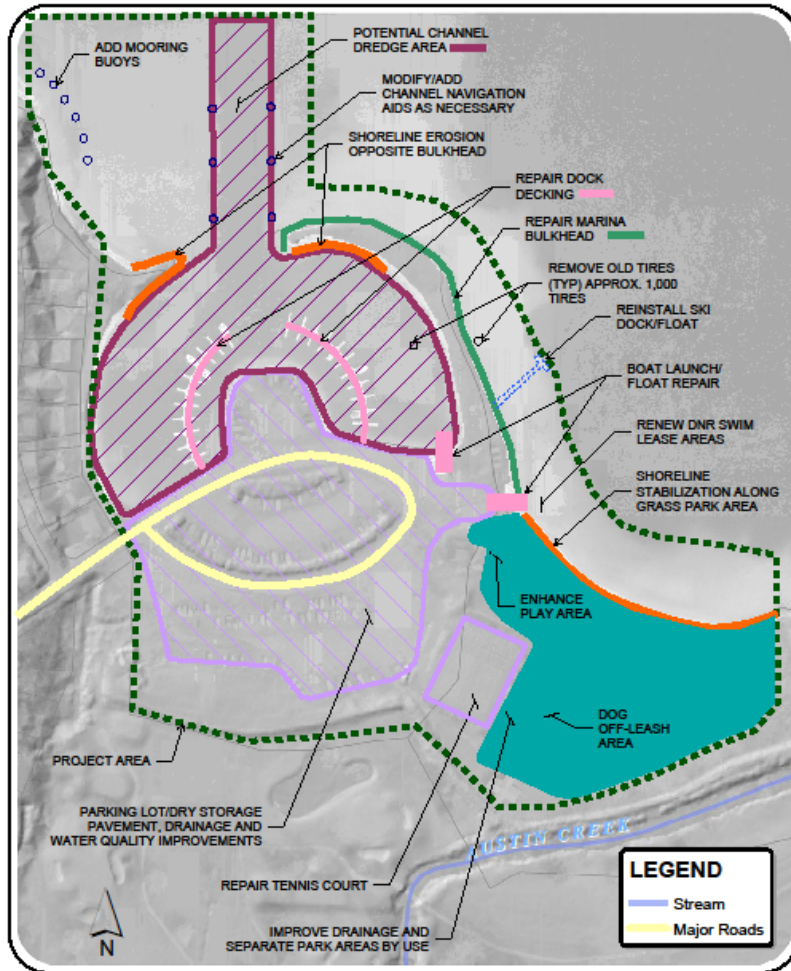 ADD MOORING
BUOYS
POTENTIAL CHANNEL
DREDGE AREA
MODIFY/ADD
CHANNEL NAVIGATION
AIDS AS NECESSARY
SHORELINE EROSION
OPPOSITE BULKHEAD
REPAIR DOCK
DECKING
REPAIR MARINA
BULKHEAD
REMOVE OLD TIRES
(TYP) APPROX. 1,000
TIRES
REINSTALL SKI
DOCK/FLOAT
BOAT LAUNCH/
FLOAT REPAIR
RENEW DNR SWIM
LEASE AREAS
SHORELINE
STABILIZATION ALONG
GRASS PARK AREA
ENHANCE
PLAY AREA
DOG
OFF-LEASH
AREA
PROJECT AREA
PARKING LOT/DRY STORAGE
PAVEMENT, DRAINAGE AND
WATER QUALITY IMPROVEMENTS
REPAIR TENNIS COURT
IMPROVE DRAINAGE AND
SEPARATE PARK AREAS BY USE
CREEK
N
LEGEND
Stream
Major Roads